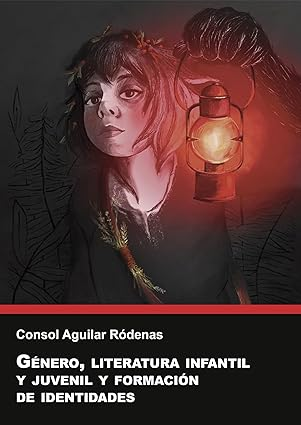 Consol Aguilar Ródenas
GÉNERO, LITERATURA INFANTIL
Y JUVENIL Y FORMACIÓN
DE IDENTIDADES